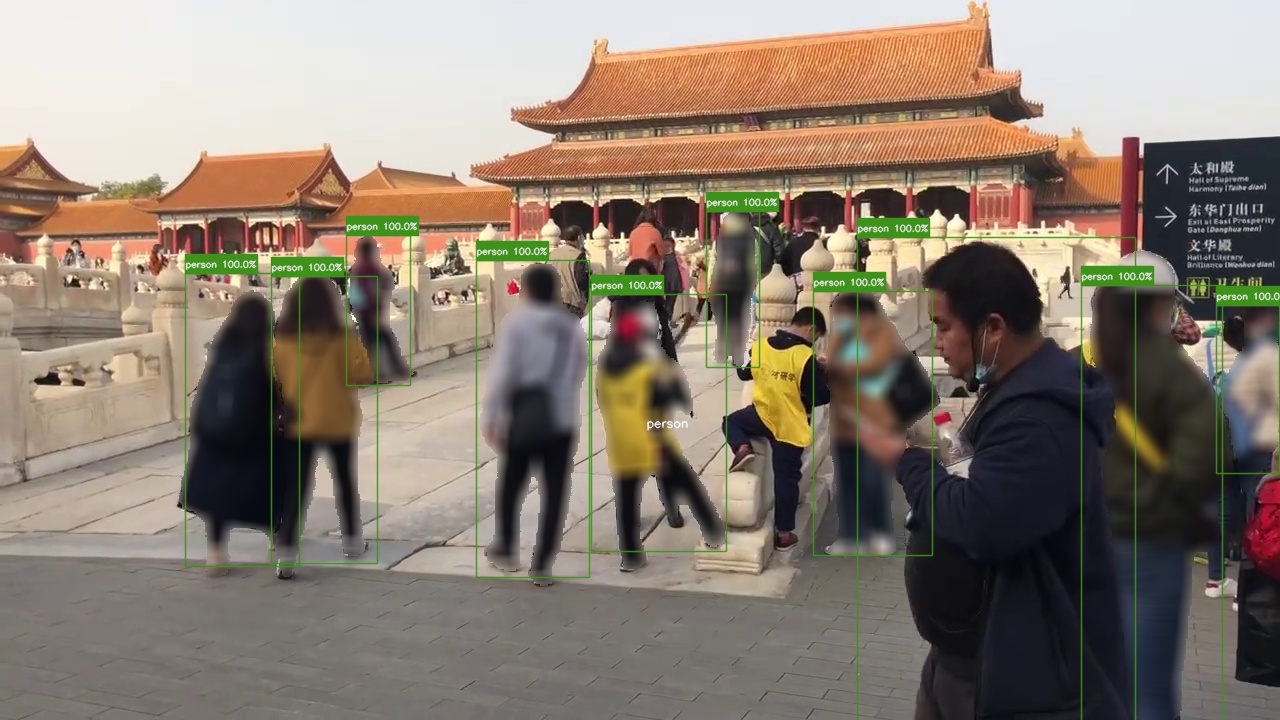 太和殿
Hall of Supreme
Harmony (Taihe dian)
东华门出口
Exit at East Prosperity
Gate (Donghua men)
文华殿
Hall of Literary
Brilliance (Wenhua dian)
卫生间
person 100.0%
person 100.0%
person 100.0%
person 100.0%
person 100.0%
person 100.0%
person 100.0%
person 100.0%
person 100.0%
person 100.0%
person